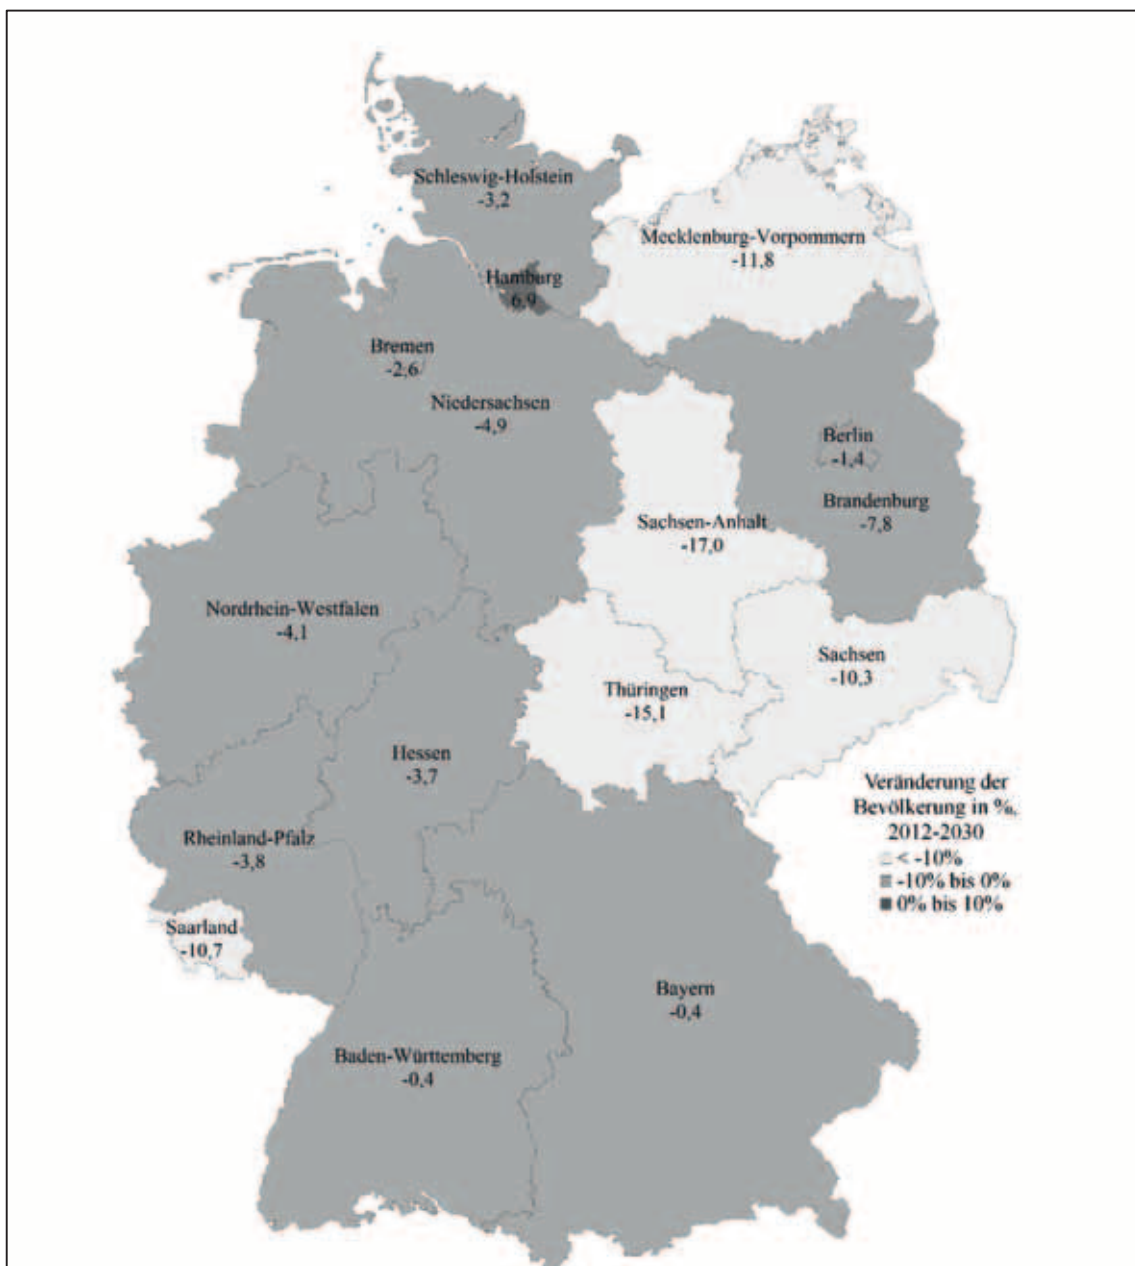 Schleswig-Holstein
-3,2
Mecklenburg-Vorpommern
-11,8
Hamburg
6,9
Bremen
-2,6
Niedersachsen
-4,9
Berlin
-1,4
Brandenburg
-7,8
Sachsen-Anhalt
-17,0
Nordrhein-Westfalen
-4,1
Sachsen
-10,3
Thüringen
-15,1
Hessen
-3,7
Veränderung der
Bevölkerung in %,
2012-2030
< -10%
-10% bis 0%
0% bis 10%
Rheinland-Pfalz
-3,8
Saarland
-10,7
Bayern
-0,4
Baden-Württemberg
-0,4